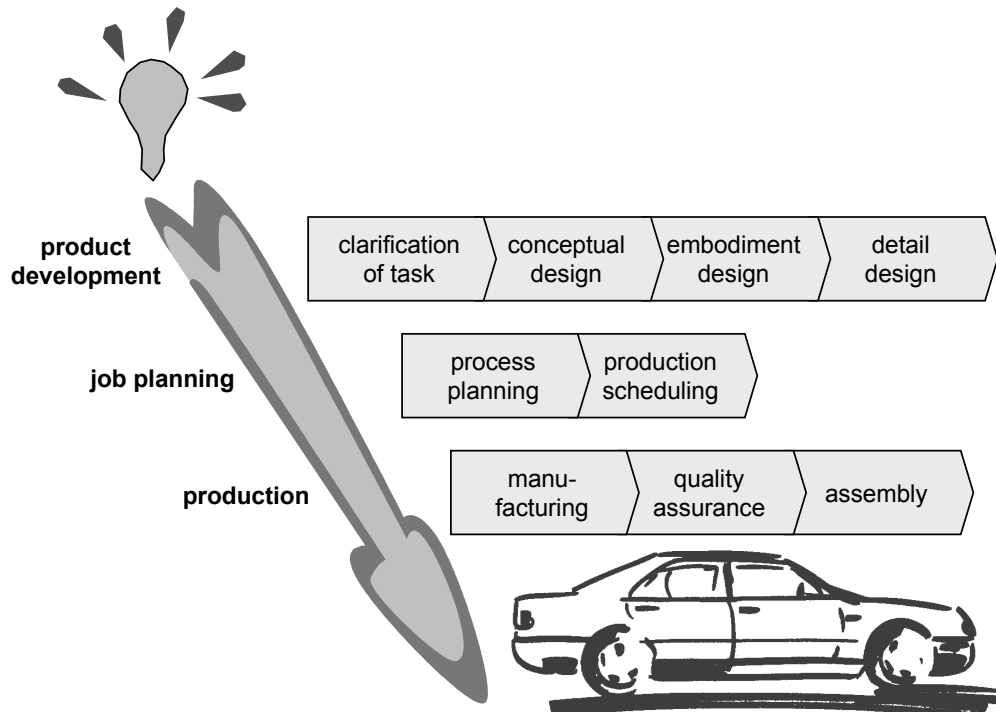 product
development
clarification
of task
conceptual
design
embodiment
design
detail
design
job planning
process
planning
production
scheduling
production
manu-
facturing
quality
assurance
assembly